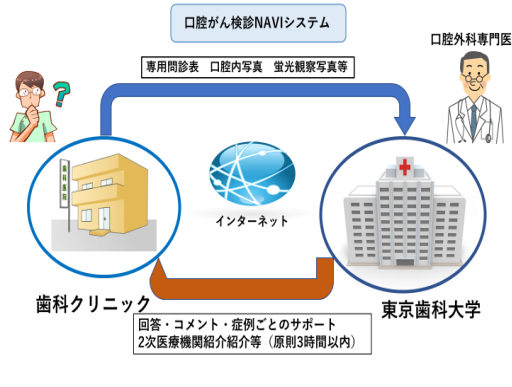 口腔がん検診NAVIシステム
口腔外科専門医
専用問診表　口腔内写真　蛍光観察写真等
歯科医院
インターネット
歯科クリニック
東京歯科大学
回答・コメント・症例ごとのサポート
2次医療機関紹介紹介等（原則3時間以内）